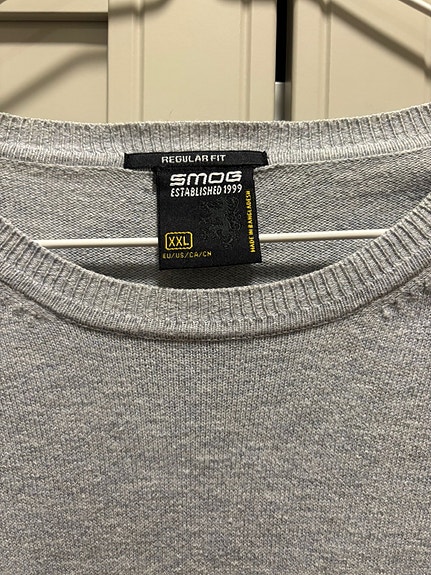 REGULAR FIT
SMOG
ESTABLISHED 1999
XXL
EU/US/CA/CN
MADE IN BANGLADESH